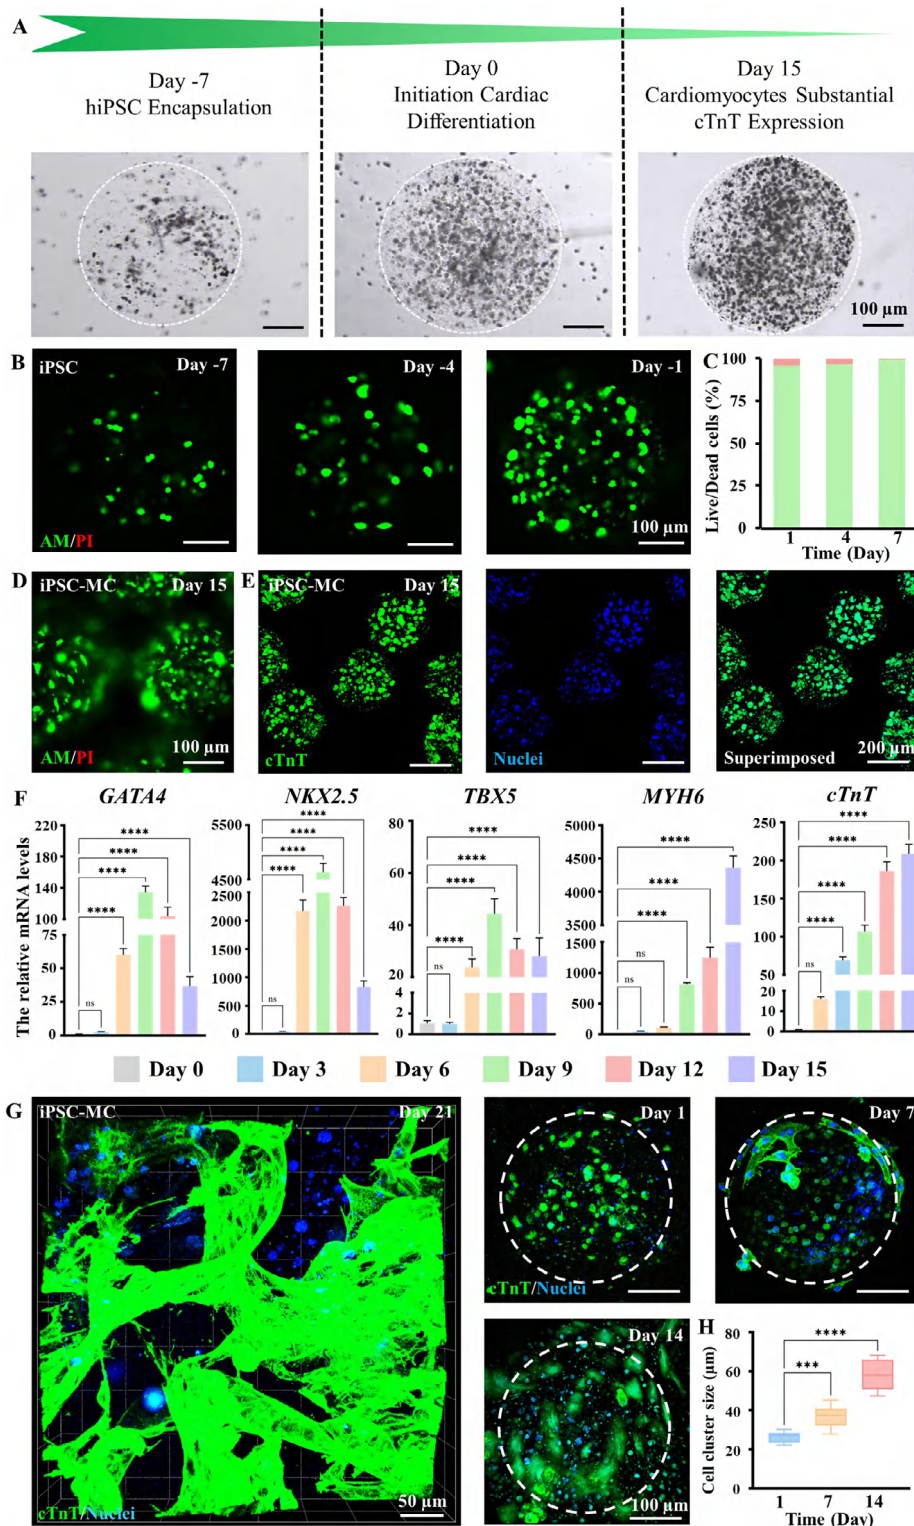 A
Day -7
hiPSC Encapsulation
Day 0
Initiation Cardiac
Differentiation
Day 15
Cardiomyocytes Substantial
cTnT Expression
100 µm
B
iPSC
Day -7
AM/PI
Day -4
Day -1
100 µm
C
Live/Dead cells (%)
100
75
50
25
0
1 4 7
Time (Day)
D
iPSC-MC
Day 15
AM/PI
100 µm
E
iPSC-MC
Day 15
cTnT
Nuclei
Superimposed
200 µm
F
The relative mRNA levels
GATA4
220
180
140
100
75
50
25
0
ns
****
****
****
****
NKX2.5
5500
4500
2500
2000
1500
1000
500
0
ns
****
****
****
****
TBX5
80
60
40
20
4
2
0
ns
****
****
****
****
MYH6
5000
4500
4000
3500
3000
1500
1000
500
0
ns
ns
****
****
****
cTnT
250
200
150
100
50
20
10
0
ns
****
****
****
****
Day 0 Day 3 Day 6 Day 9 Day 12 Day 15
G
iPSC-MC
Day 21
cTnT/Nuclei
50 µm
Day 1
cTnT/Nuclei
Day 7
Day 14
100 µm
H
Cell cluster size (µm)
80
60
40
20
0
***
****
1 7 14
Time (Day)